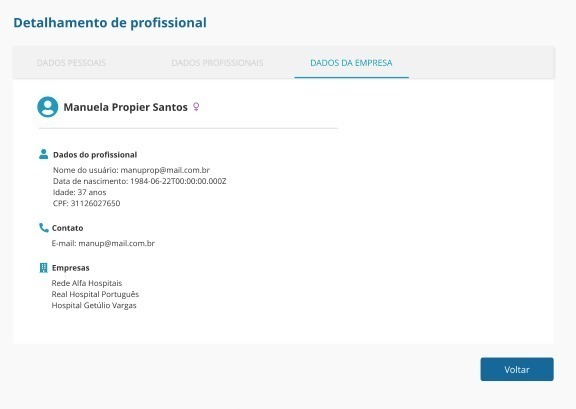 Detalhamento de profissional
DADOS PESSOAIS DADOS PROFISSIONAIS DADOS DA EMPRESA
Manuela Propier Santos ♀
Dados do profissional
Nome do usuário: manuprop@mail.com.br
Data de nascimento: 1984-06-22T00:00:00.000Z
Idade: 37 anos
CPF: 31126027650
Contato
E-mail: manup@mail.com.br
Empresas
Rede Alfa Hospitais
Real Hospital Português
Hospital Getúlio Vargas
Voltar